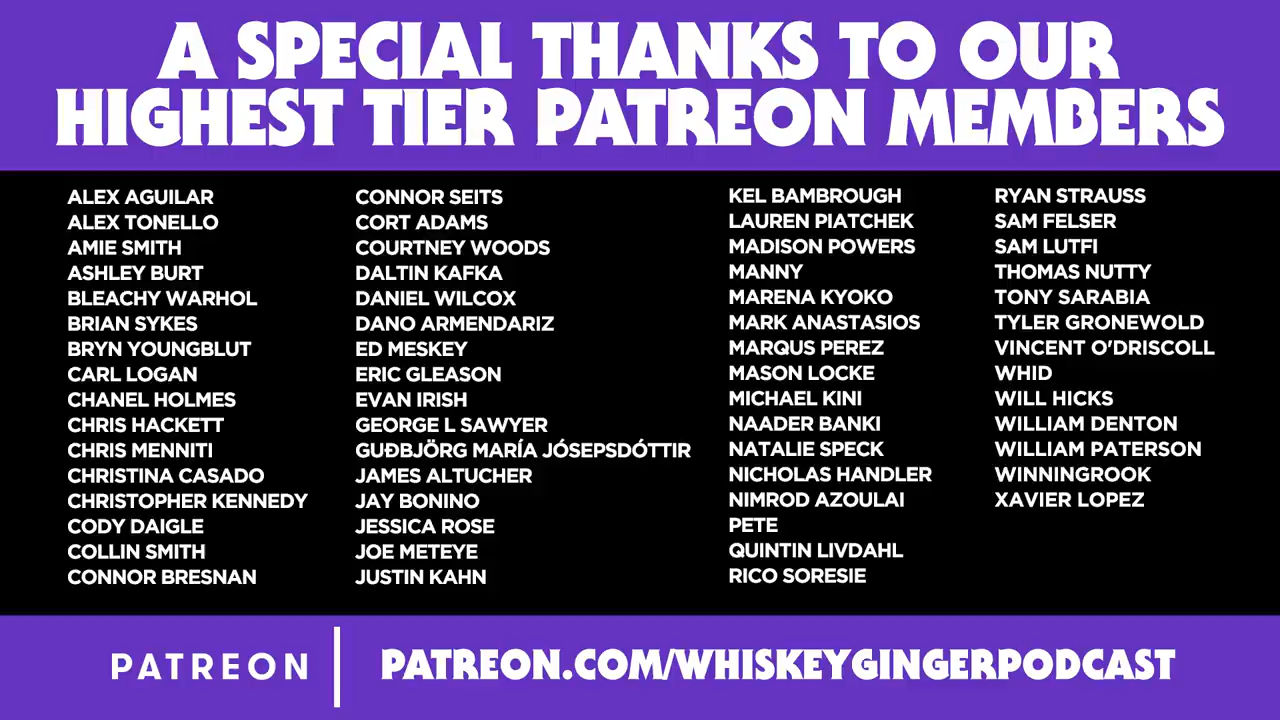 A SPECIAL THANKS TO OUR
HIGHEST TIER PATREON MEMBERS
ALEX AGUILAR
ALEX TONELLO
AMIE SMITH
ASHLEY BURT
BLEACHY WARHOL
BRIAN SYKES
BRYN YOUNGBLUT
CARL LOGAN
CHANEL HOLMES
CHRIS HACKETT
CHRIS MENNITI
CHRISTINA CASADO
CHRISTOPHER KENNEDY
CODY DAIGLE
COLLIN SMITH
CONNOR BRESNAN
CONNOR SEITS
CORT ADAMS
COURTNEY WOODS
DALTIN KAFKA
DANIEL WILCOX
DANO ARMENDARIZ
ED MESKEY
ERIC GLEASON
EVAN IRISH
GEORGE L SAWYER
GUÐBJÖRG MARÍA JÓSEPSDÓTTIR
JAMES ALTUCHER
JAY BONINO
JESSICA ROSE
JOE METEYE
JUSTIN KAHN
KEL BAMBROUGH
LAUREN PIATCHEK
MADISON POWERS
MANNY
MARENA KYOKO
MARK ANASTASIOS
MARQUS PEREZ
MASON LOCKE
MICHAEL KINI
NAADER BANKI
NATALIE SPECK
NICHOLAS HANDLER
NIMROD AZOULAI
PETE
QUINTIN LIVDAHL
RICO SORESIE
RYAN STRAUSS
SAM FELSER
SAM LUTFI
THOMAS NUTTY
TONY SARABIA
TYLER GRONEWOLD
VINCENT O'DRISCOLL
WHID
WILL HICKS
WILLIAM DENTON
WILLIAM PATERSON
WINNINGROOK
XAVIER LOPEZ
PATREON
PATREON.COM/WHISKEYGINGERPODCAST